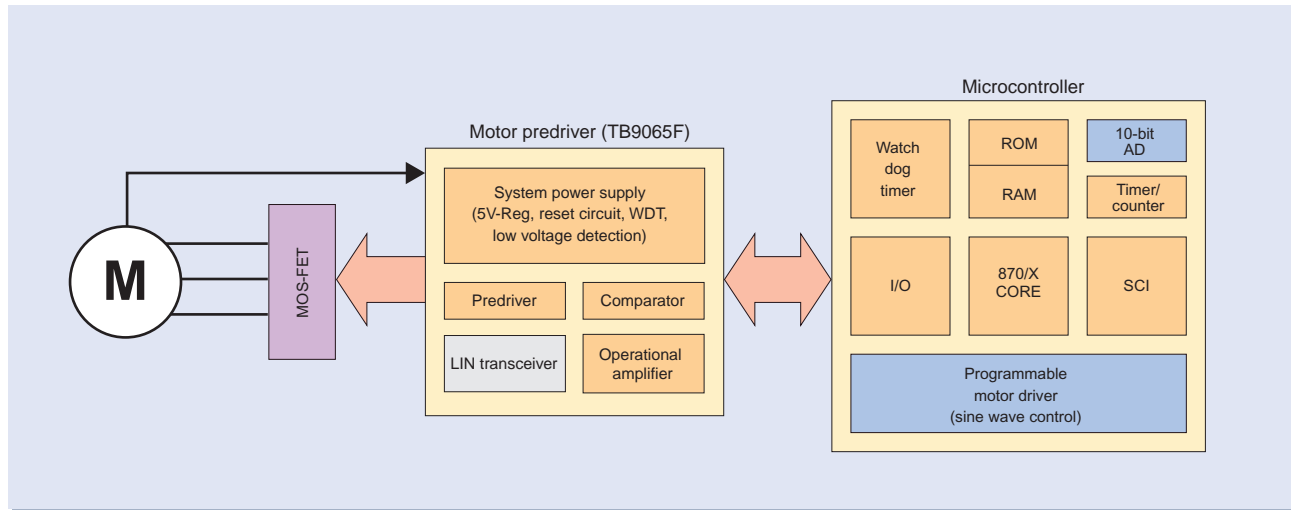 Microcontroller
Motor predriver (TB9065F)
M
MOS-FET
System power supply
(5V-Reg, reset circuit, WDT,
low voltage detection)
Predriver
Comparator
LIN transceiver
Operational
amplifier
Watch
dog
timer
ROM
RAM
10-bit
AD
Timer/
counter
I/O
870/X
CORE
SCI
Programmable
motor driver
(sine wave control)